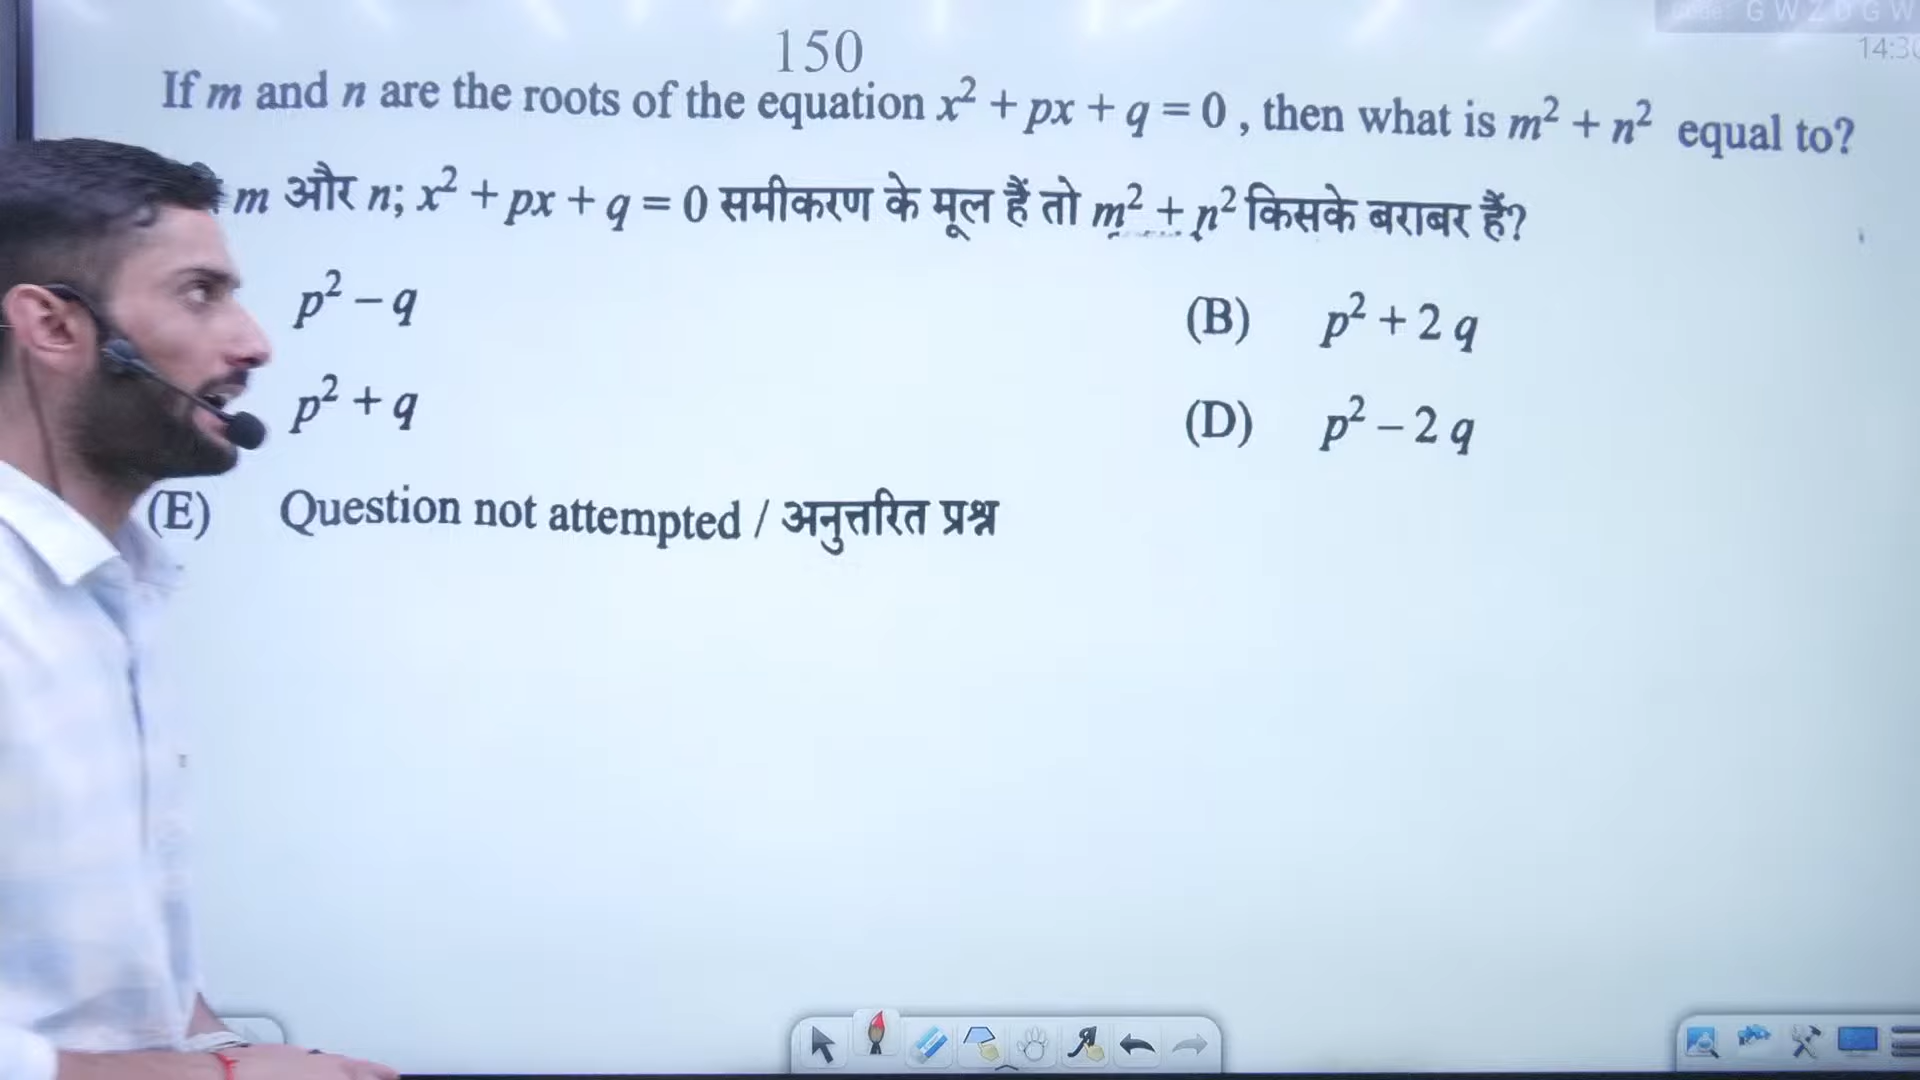 150
If m and n are the roots of the equation x² + px + q = 0 , then what is m² + n² equal to?
m और n; x² + px + q = 0 समीकरण के मूल हैं तो m² + n² किसके बराबर हैं?
p² – q
(B) p² + 2 q
p² + q
(D) p² – 2 q
(E) Question not attempted / अनुत्तरित प्रश्न